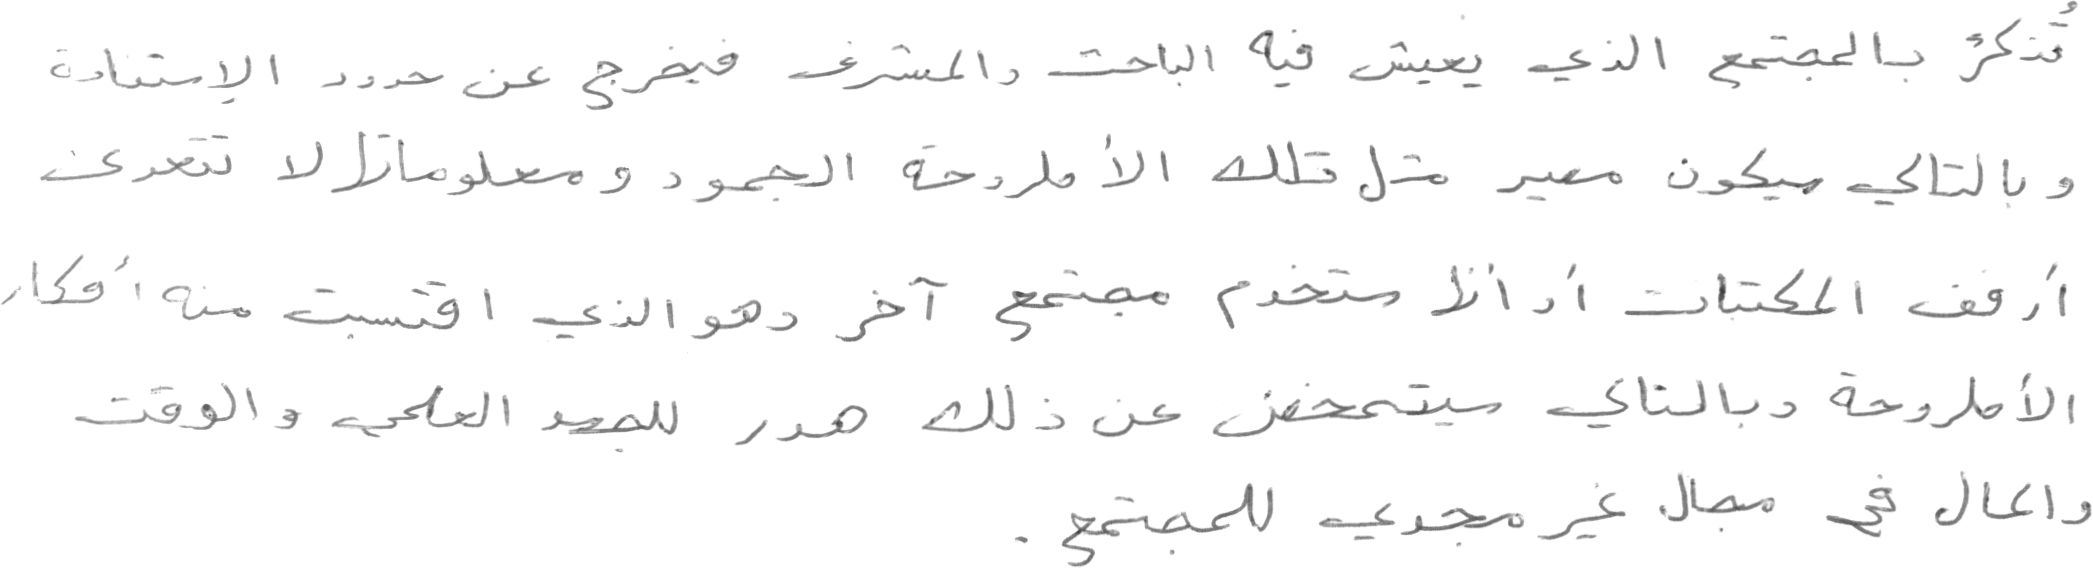 تُذكرُ بالمجتمع الذي يعيش فيه الباحث والمشرف فيخرج عن حدود الإستفادة
وبالتالي سيكون مصير مثل تلك الأطروحة الجمود ومعلوماتها لا تتعدى
أرفف المكتبات أو أنها ستخدم مجتمع آخر وهو الذي اقتبست منه أفكار
الأطروحة وبالتالي سيتمخض عن ذلك هدر للجهد العلمي والوقت
والمال في مجال غير مجدي للمجتمع .